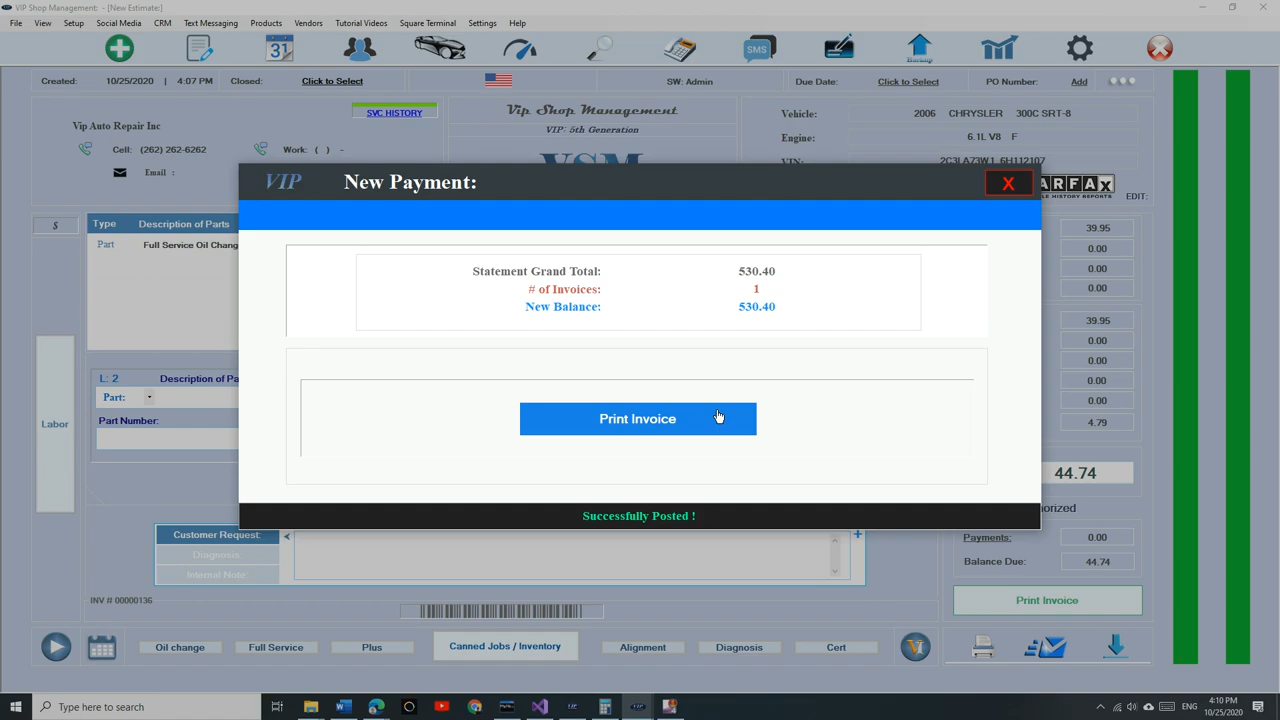 VIP Shop Management: - [New Estimate:]
File View Setup Social Media CRM Text Messaging Products Vendors Tutorial Videos Square Terminal Settings Help
31 SMS Backup
Created: 10/25/2020 | 4:07 PM Closed: Click to Select SW: Admin Due Date: Click to Select PO Number: Add
SVC HISTORY
Vip Shop Management
VIP: 5th Generation
Vehicle: 2006 CHRYSLER 300C SRT-8
Vip Auto Repair Inc
Engine: 6.1L V8 F
Cell: (262) 262-6262 Work: ( ) -
VIN:
Email :
EDIT:
VIP New Payment: X
S Type Description of Parts
39.95
Part Full Service Oil Chang
0.00
0.00
0.00
Statement Grand Total: 530.40
# of Invoices: 1
New Balance: 530.40
39.95
0.00
0.00
0.00
0.00
4.79
L: 2 Description of Pa
Part:
Part Number:
Labor
Print Invoice
44.74
orized
Successfully Posted !
Customer Request:
Diagnosis:
Internal Note:
Payments: 0.00
Balance Due: 44.74
INV # 00000136
Print Invoice
Oil change Full Service Plus Canned Jobs / Inventory Alignment Diagnosis Cert
Type here to search
ENG
4:10 PM
10/25/2020